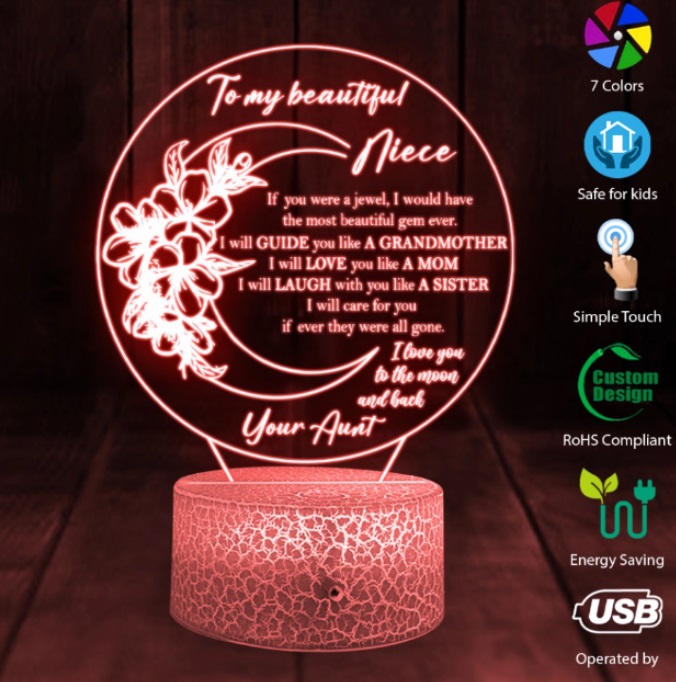 To my beautiful
Niece
If you were a jewel, I would have
the most beautiful gem ever.
I will GUIDE you like A GRANDMOTHER
I will LOVE you like A MOM
I will LAUGH with you like A SISTER
I will care for you
if ever they were all gone.
I love you
to the moon
and back
Your Aunt
7 Colors
Safe for kids
Simple Touch
Custom
Design
RoHS Compliant
Energy Saving
USB
Operated by